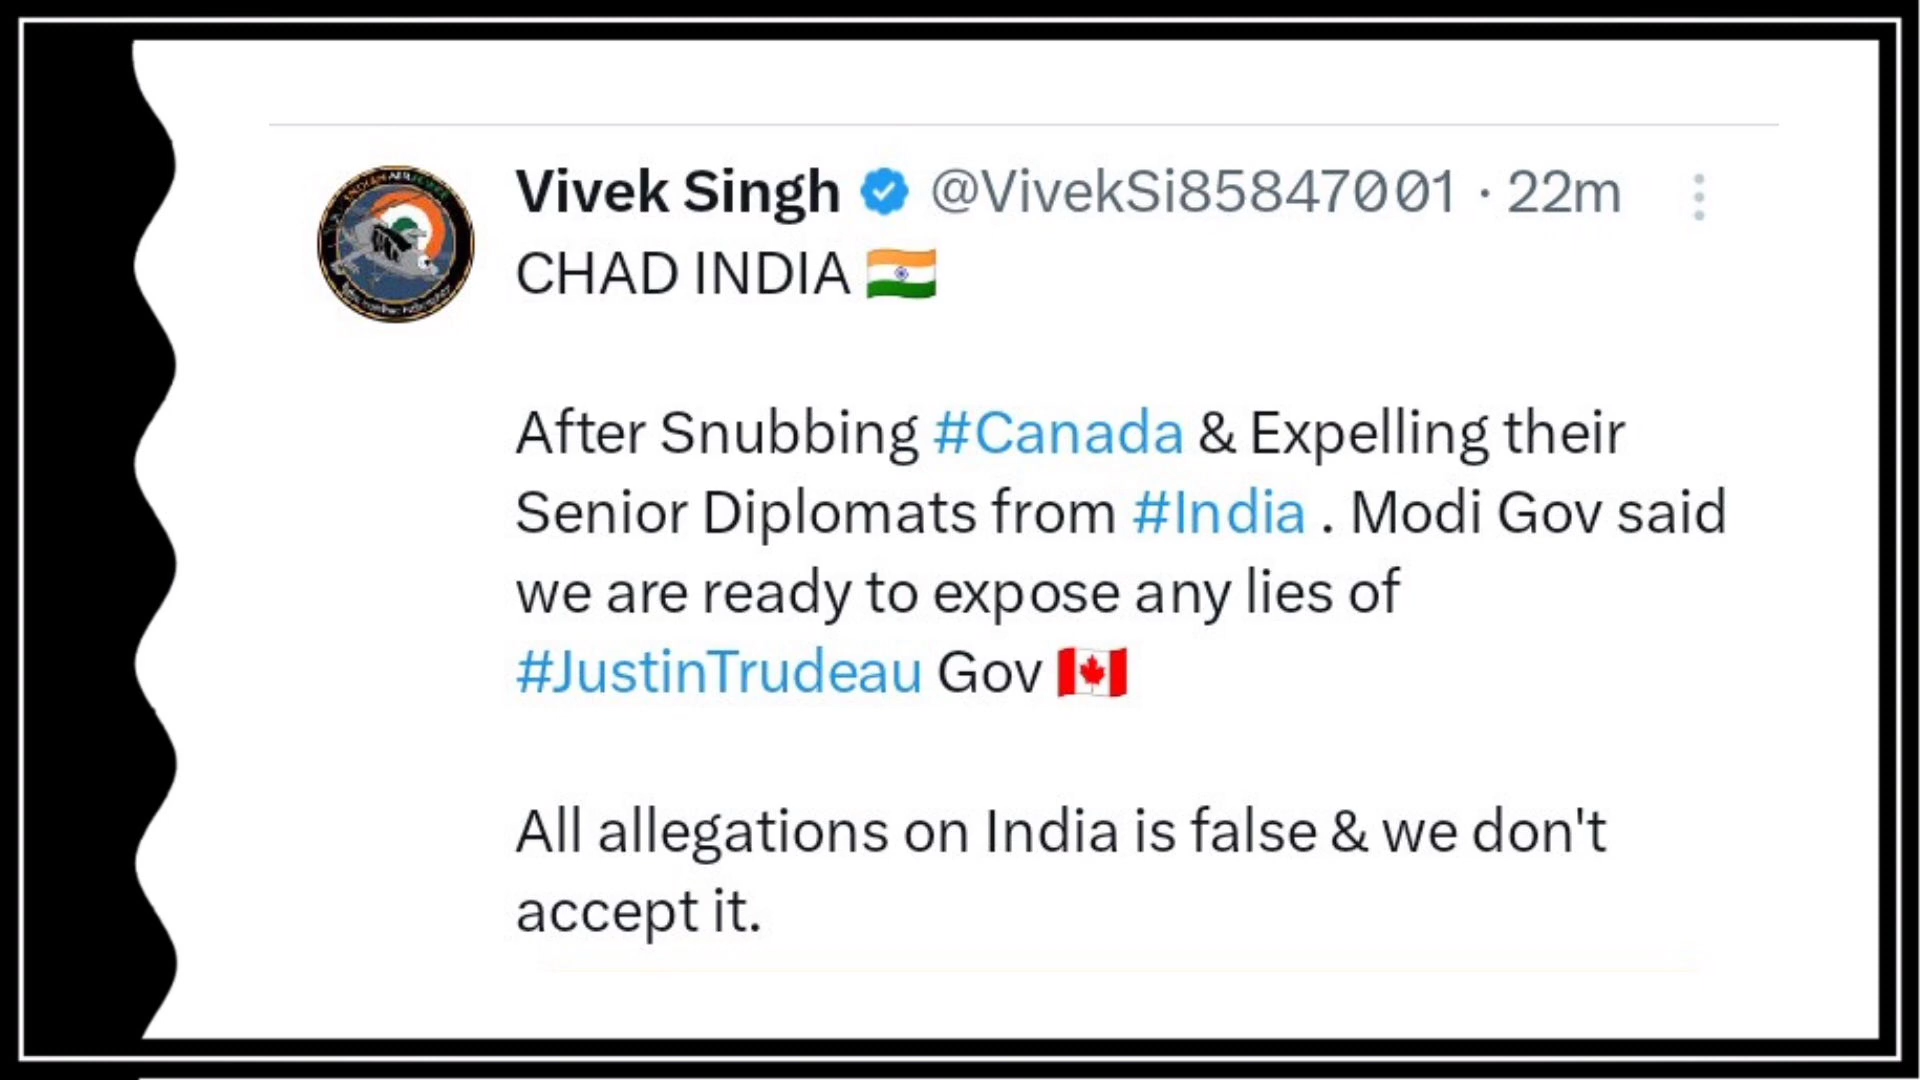 Vivek Singh @VivekSi85847001 · 22m
CHAD INDIA 🇮🇳
After Snubbing #Canada & Expelling their
Senior Diplomats from #India . Modi Gov said
we are ready to expose any lies of
#JustinTrudeau Gov 🇨🇦
All allegations on India is false & we don't
accept it.